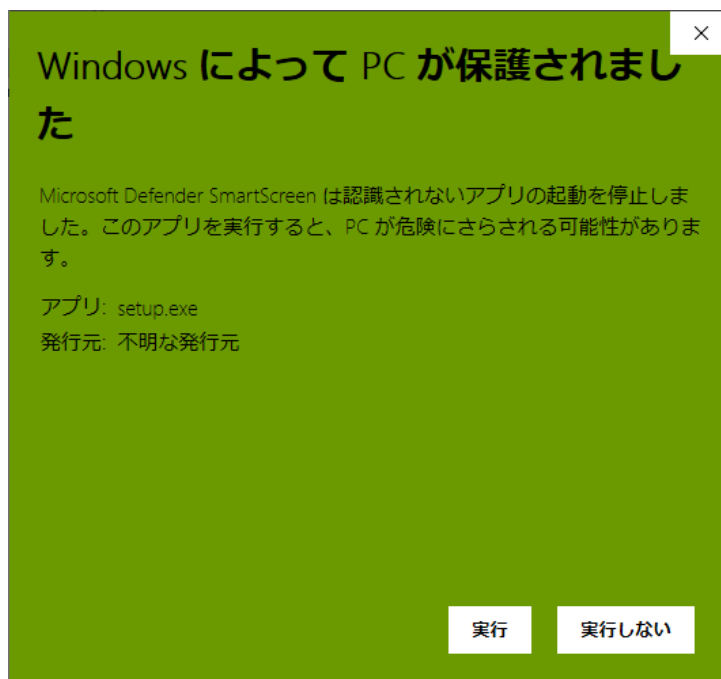 Windows によって PC が保護されまし
た
Microsoft Defender SmartScreen は認識されないアプリの起動を停止しま
した。このアプリを実行すると、PC が危険にさらされる可能性がありま
す。
アプリ: setup.exe
発行元: 不明な発行元
実行 実行しない